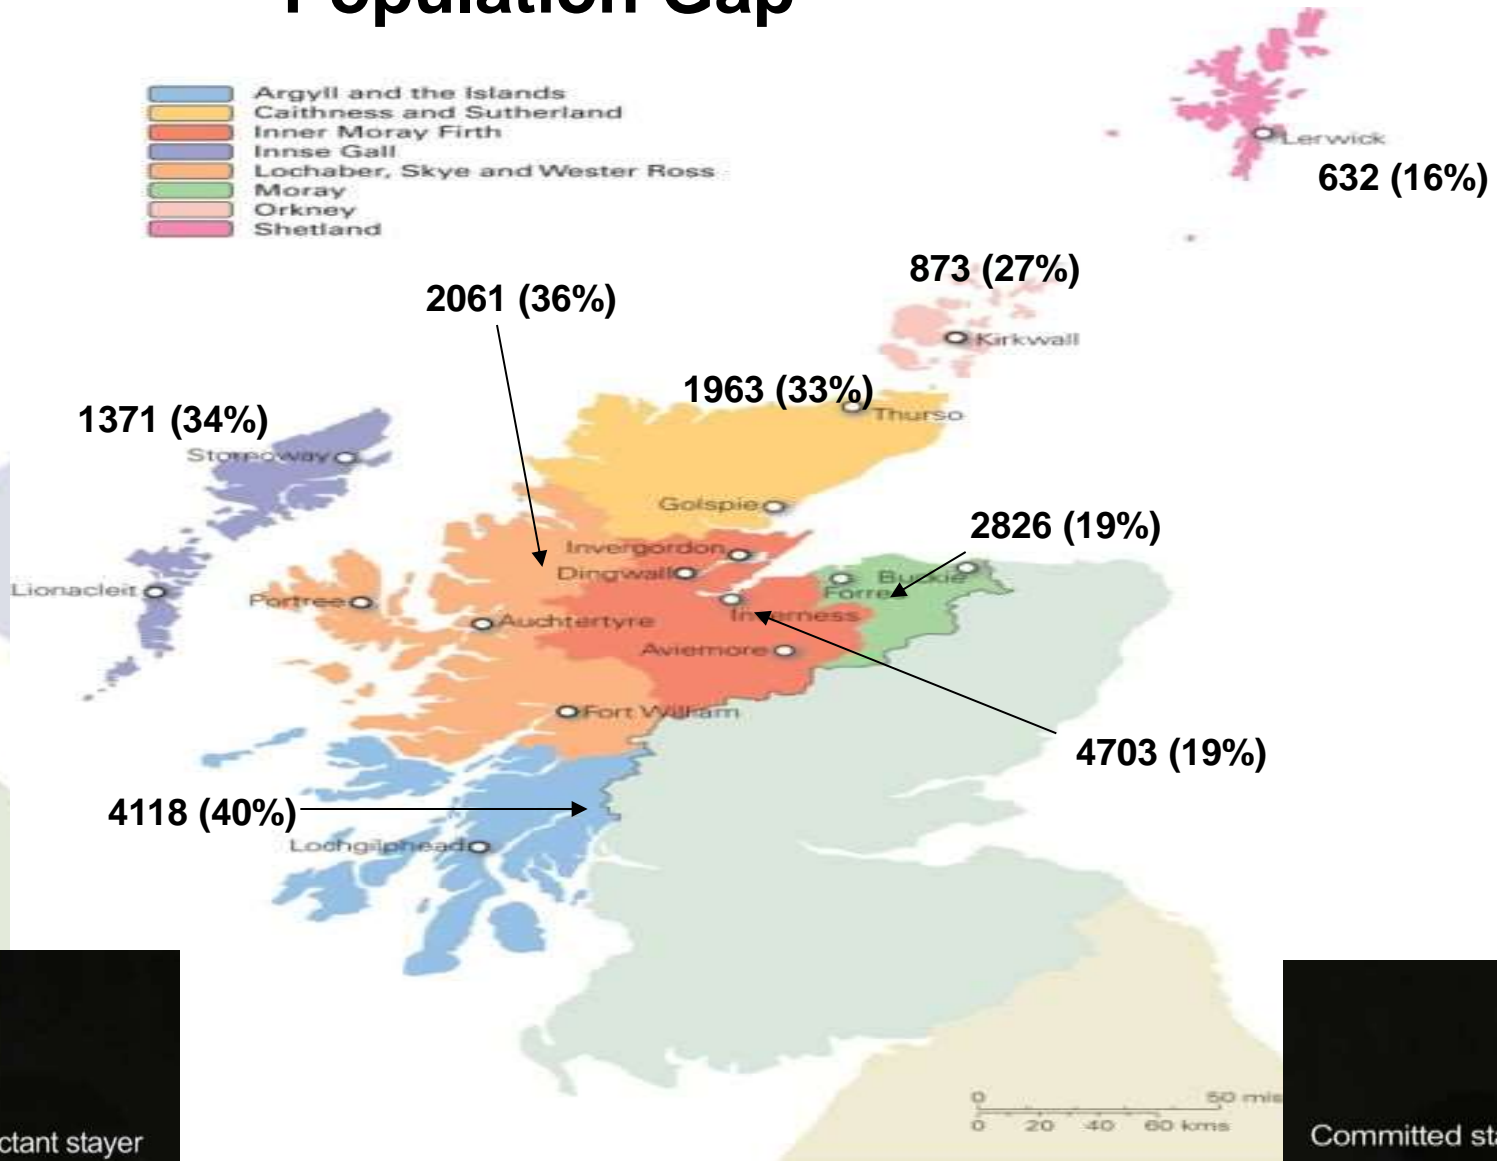 Population Gap
Argyll and the Islands
Caithness and Sutherland
Inner Moray Firth
Innse Gall
Lochaber, Skye and Wester Ross
Moray
Orkney
Shetland
Lerwick
632 (16%)
873 (27%)
2061 (36%)
Kirkwall
1963 (33%)
1371 (34%)
Thurso
Stornoway
Golspie
2826 (19%)
Invergordon
Dingwall
Buckie
Lionacleit
Portree
Forres
Auchtertyre
Inverness
Aviemore
Fort William
4703 (19%)
4118 (40%)
Lochgilphead
0 50 mls
0 20 40 60 kms
ctant stayer
Committed sta